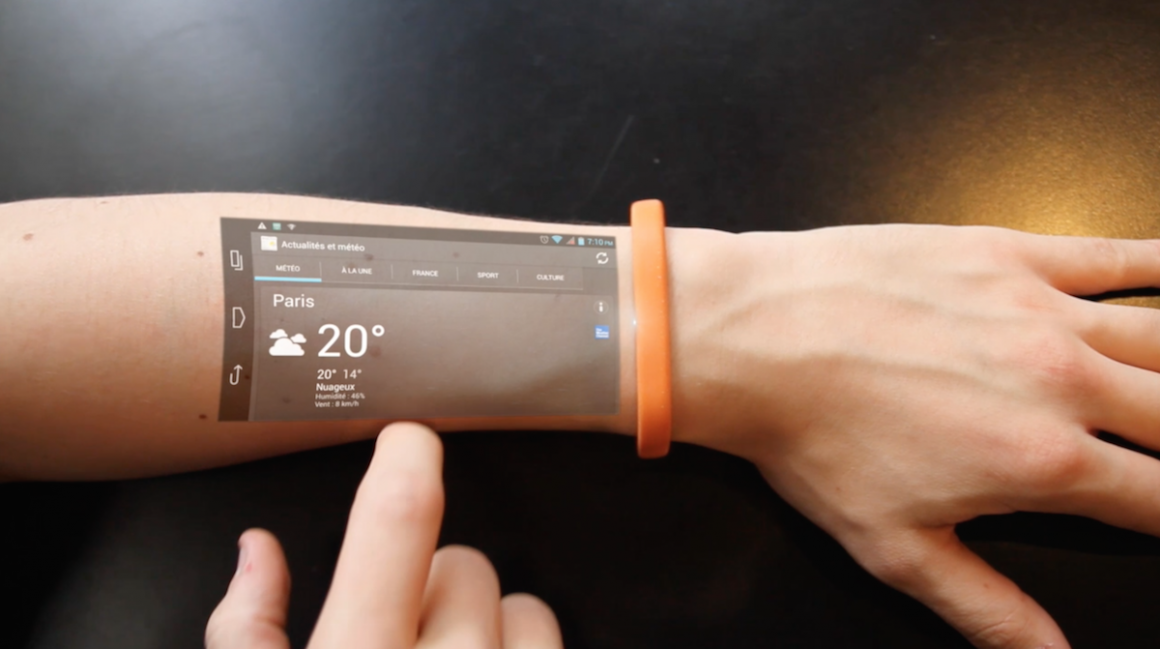 7:10 PM
Actualités et météo
MÉTÉO À LA UNE FRANCE SPORT CULTURE
Paris
20°
20° 14°
Nuageux
Humidité : 46%
Vent : 8 km/h